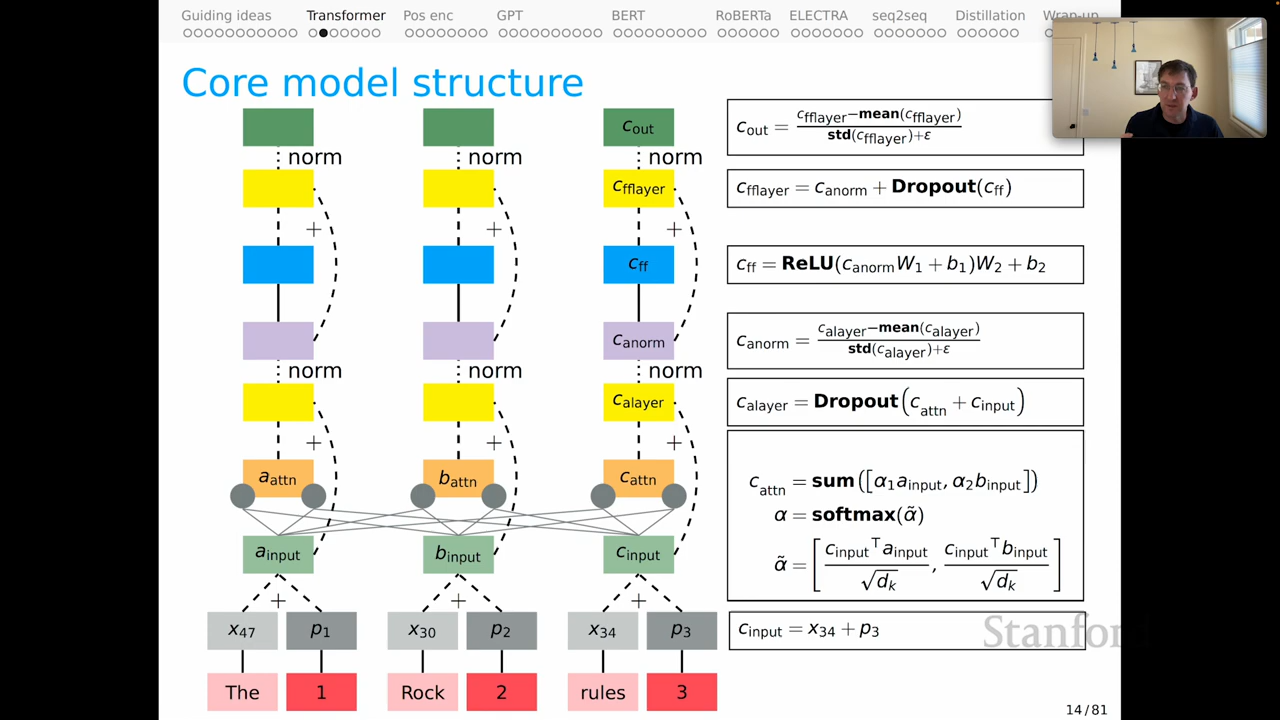 Guiding ideas Transformer Pos enc GPT BERT RoBERTa ELECTRA seq2seq Distillation Wrap-up
Core model structure
c_out
c_out = (c_fflayer − mean(c_fflayer)) / (std(c_fflayer) + ε)
norm norm norm
c_fflayer
c_fflayer = c_anorm + Dropout(c_ff)
+ + +
c_ff
c_ff = ReLU(c_anorm W_1 + b_1)W_2 + b_2
c_anorm
c_anorm = (c_alayer − mean(c_alayer)) / (std(c_alayer) + ε)
norm norm norm
c_alayer
c_alayer = Dropout(c_attn + c_input)
+ + +
a_attn b_attn c_attn
c_attn = sum([α_1 a_input, α_2 b_input])
α = softmax(α̃)
a_input b_input c_input
α̃ = [c_input^⊤ a_input / √d_k, c_input^⊤ b_input / √d_k]
+ + +
x_47 p_1 x_30 p_2 x_34 p_3
c_input = x_34 + p_3
Stanford
The 1 Rock 2 rules 3
14/81